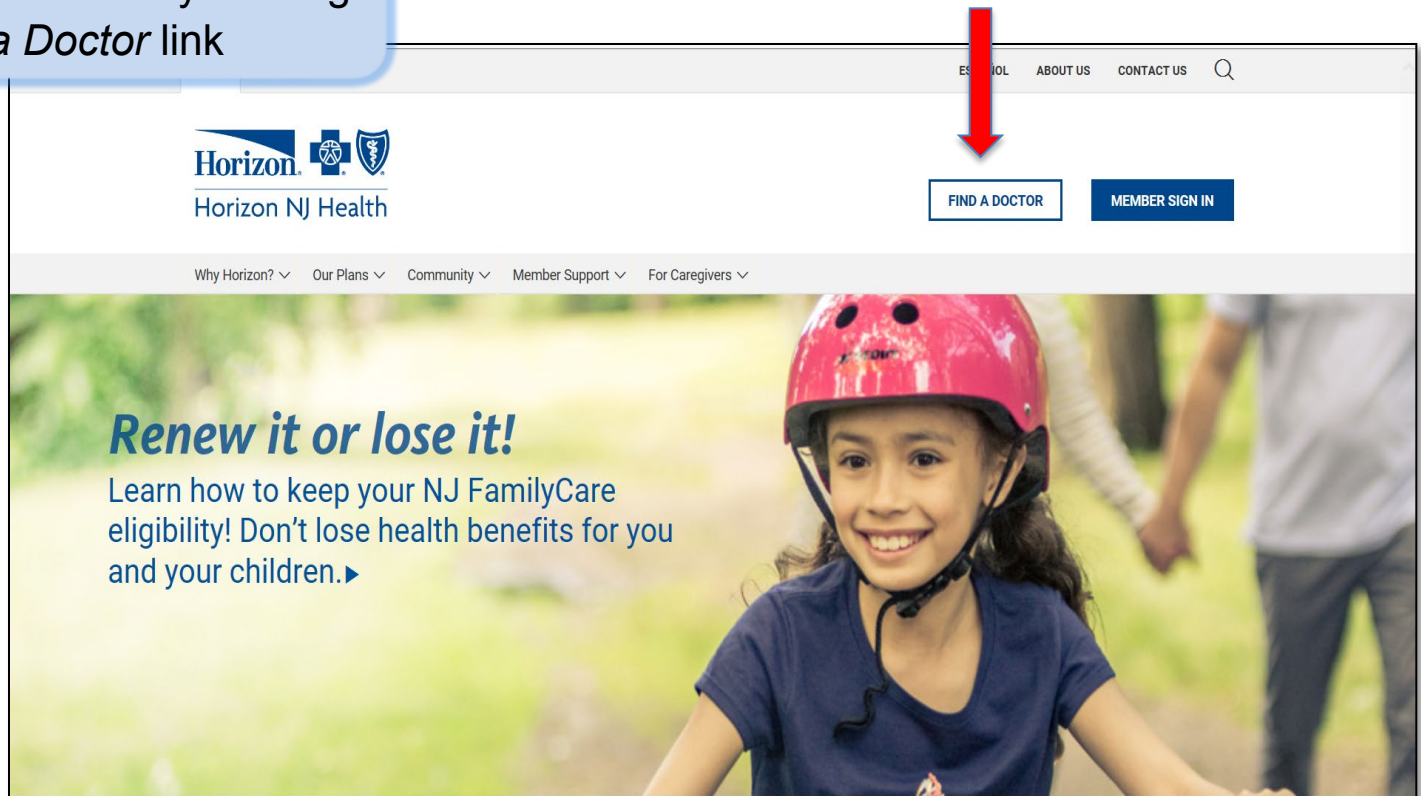 a Doctor link
ABOUT US CONTACT US
Horizon
Horizon NJ Health
FIND A DOCTOR
MEMBER SIGN IN
Why Horizon? Our Plans Community Member Support For Caregivers
Renew it or lose it!
Learn how to keep your NJ FamilyCare
eligibility! Don’t lose health benefits for you
and your children.